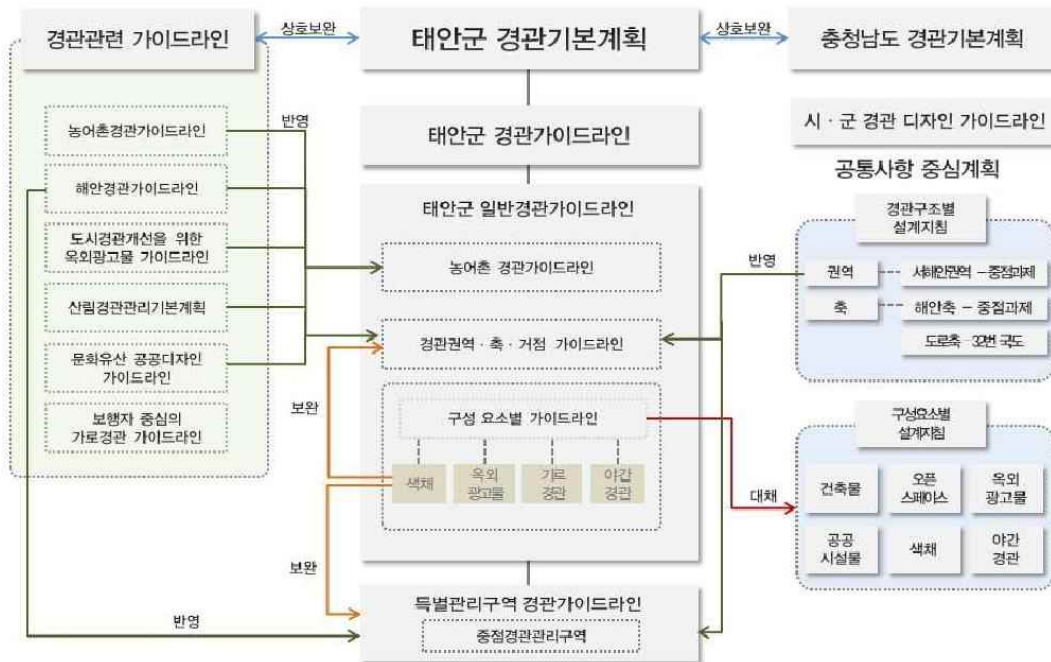 경관관련 가이드라인
상호보완
태안군 경관기본계획
상호보완
충청남도 경관기본계획
농어촌경관가이드라인
반영
해안경관가이드라인
도시경관개선을 위한
옥외광고물 가이드라인
산림경관관리기본계획
문화유산 공공디자인
가이드라인
보행자 중심의
가로경관 가이드라인
태안군 경관가이드라인
태안군 일반경관가이드라인
농어촌 경관가이드라인
경관권역·축·거점 가이드라인
보완
구성 요소별 가이드라인
색채
옥외
광고물
가로
경관
야간
경관
보완
반영
득별관리구역 경관가이드라인
중점경관관리구역
시·군 경관 디자인 가이드라인
공통사항 중심계획
경관구조별
설계지침
반영
권역
서해안권역 – 중점과제
축
해안축 – 중점과제
도로축 32번 국도
구성요소별
설계지침
대채
건축물
오픈
스페이스
옥외
광고물
공공
시설물
색채
야간
경관